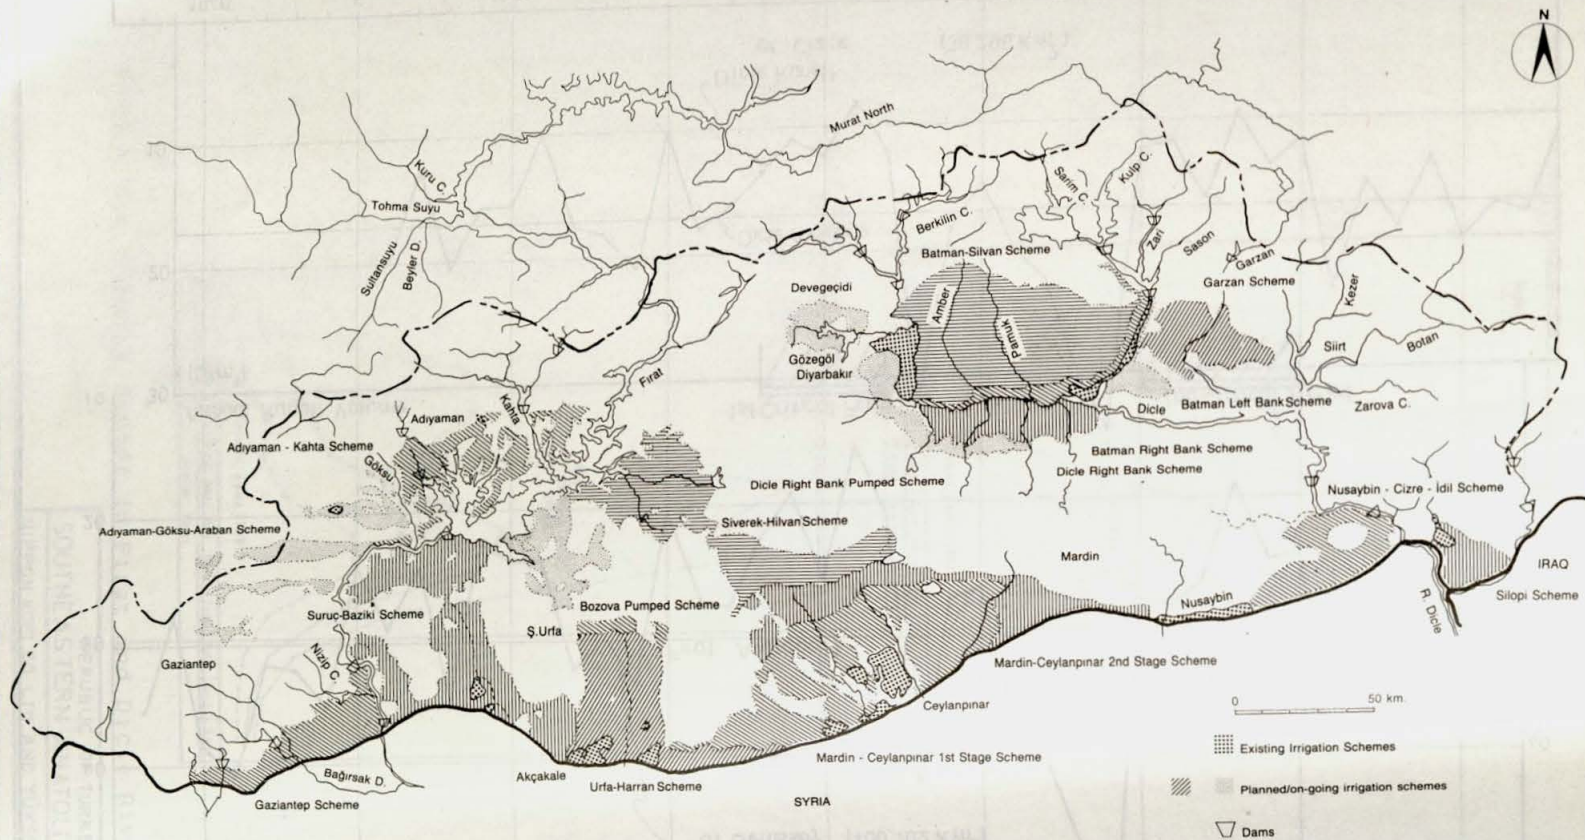 N
Murat North
Kuru Ç.
Tohma Suyu
Sultansuyu
Beyler D.
Berkilin Ç.
Sarim Ç.
Kulp Ç.
Zari
Sason
Garzan
Batman-Silvan Scheme
Garzan Scheme
Kezer
Devegeçidi
Amber
Pamuk
Siirt
Botan
Gözegöl
Diyarbakır
Fırat
Kahta
Adıyaman
Dicle
Batman Left Bank Scheme
Zarova Ç.
Adıyaman - Kahta Scheme
Göksu
Batman Right Bank Scheme
Dicle Right Bank Scheme
Dicle Right Bank Pumped Scheme
Nusaybin - Cizre - İdil Scheme
Siverek-Hilvan Scheme
Adıyaman-Göksu-Araban Scheme
Mardin
IRAQ
Silopi Scheme
R. Dicle
Nusaybin
Suruç-Baziki Scheme
Bozova Pumped Scheme
Ş.Urfa
Gaziantep
Nizip Ç.
Mardin-Ceylanpınar 2nd Stage Scheme
Ceylanpınar
0 50 km.
Existing Irrigation Schemes
Mardin - Ceylanpınar 1st Stage Scheme
Akçakale
Bağırsak D.
Urfa-Harran Scheme
Planned/on-going irrigation schemes
Gaziantep Scheme
SYRIA
Dams